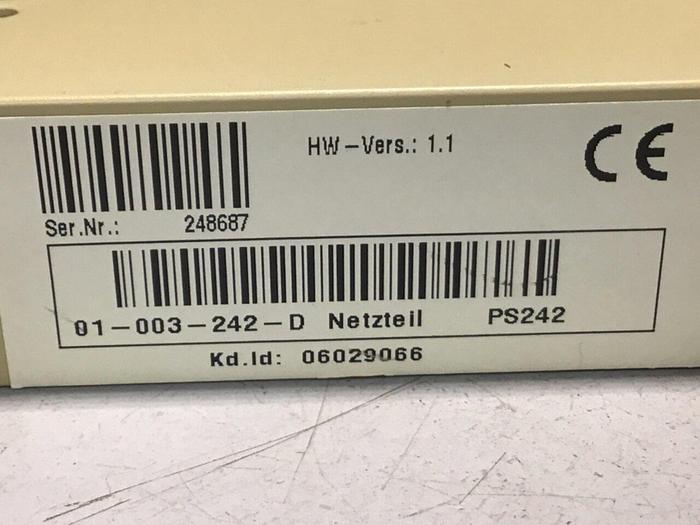 HW-Vers.: 1.1
CE
Ser.Nr.: 248687
01-003-242-D Netzteil PS242
Kd.Id: 06029066